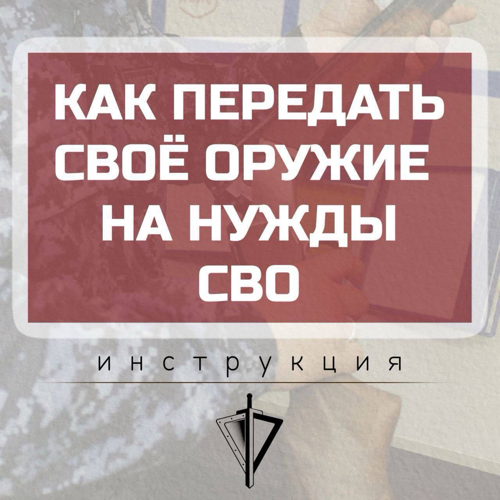 КАК ПЕРЕДАТЬ
СВОЁ ОРУЖИЕ
НА НУЖДЫ
СВО
инструкция